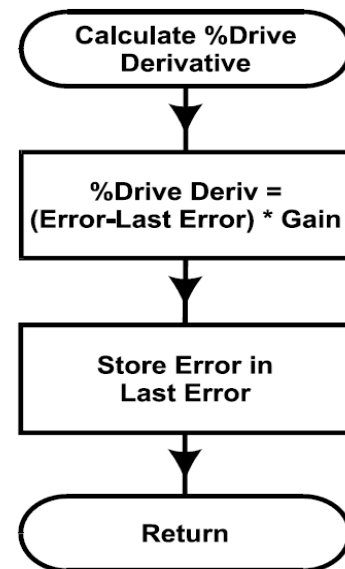 Calculate %Drive
Derivative
%Drive Deriv =
(Error-Last Error) * Gain
Store Error in
Last Error
Return